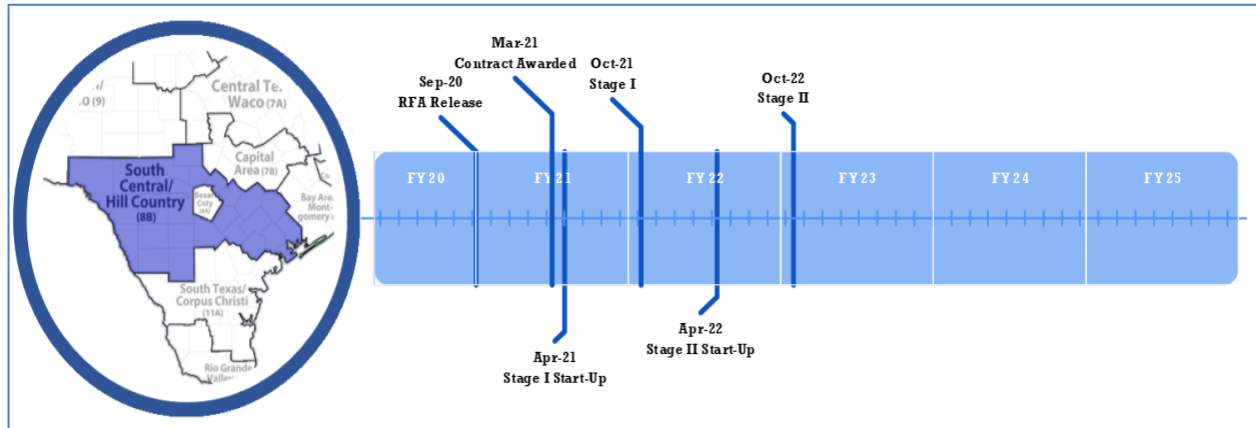 Central Te
Waco (7A)
O (9)
Capital
Area (7B)
South
Central/
Hill Country
(8B)
Bexar
Cnty
(8A)
Bay Are
Mont-
gomery
South Texas/
Corpus Christi
(11A)
Rio Grande
Valley
Sep-20
RFA Release
Mar-21
Contract Awarded
Oct-21
Stage I
Oct-22
Stage II
FY 20
FY 21
FY 22
FY 23
FY 24
FY 25
Apr-21
Stage I Start-Up
Apr-22
Stage II Start-Up